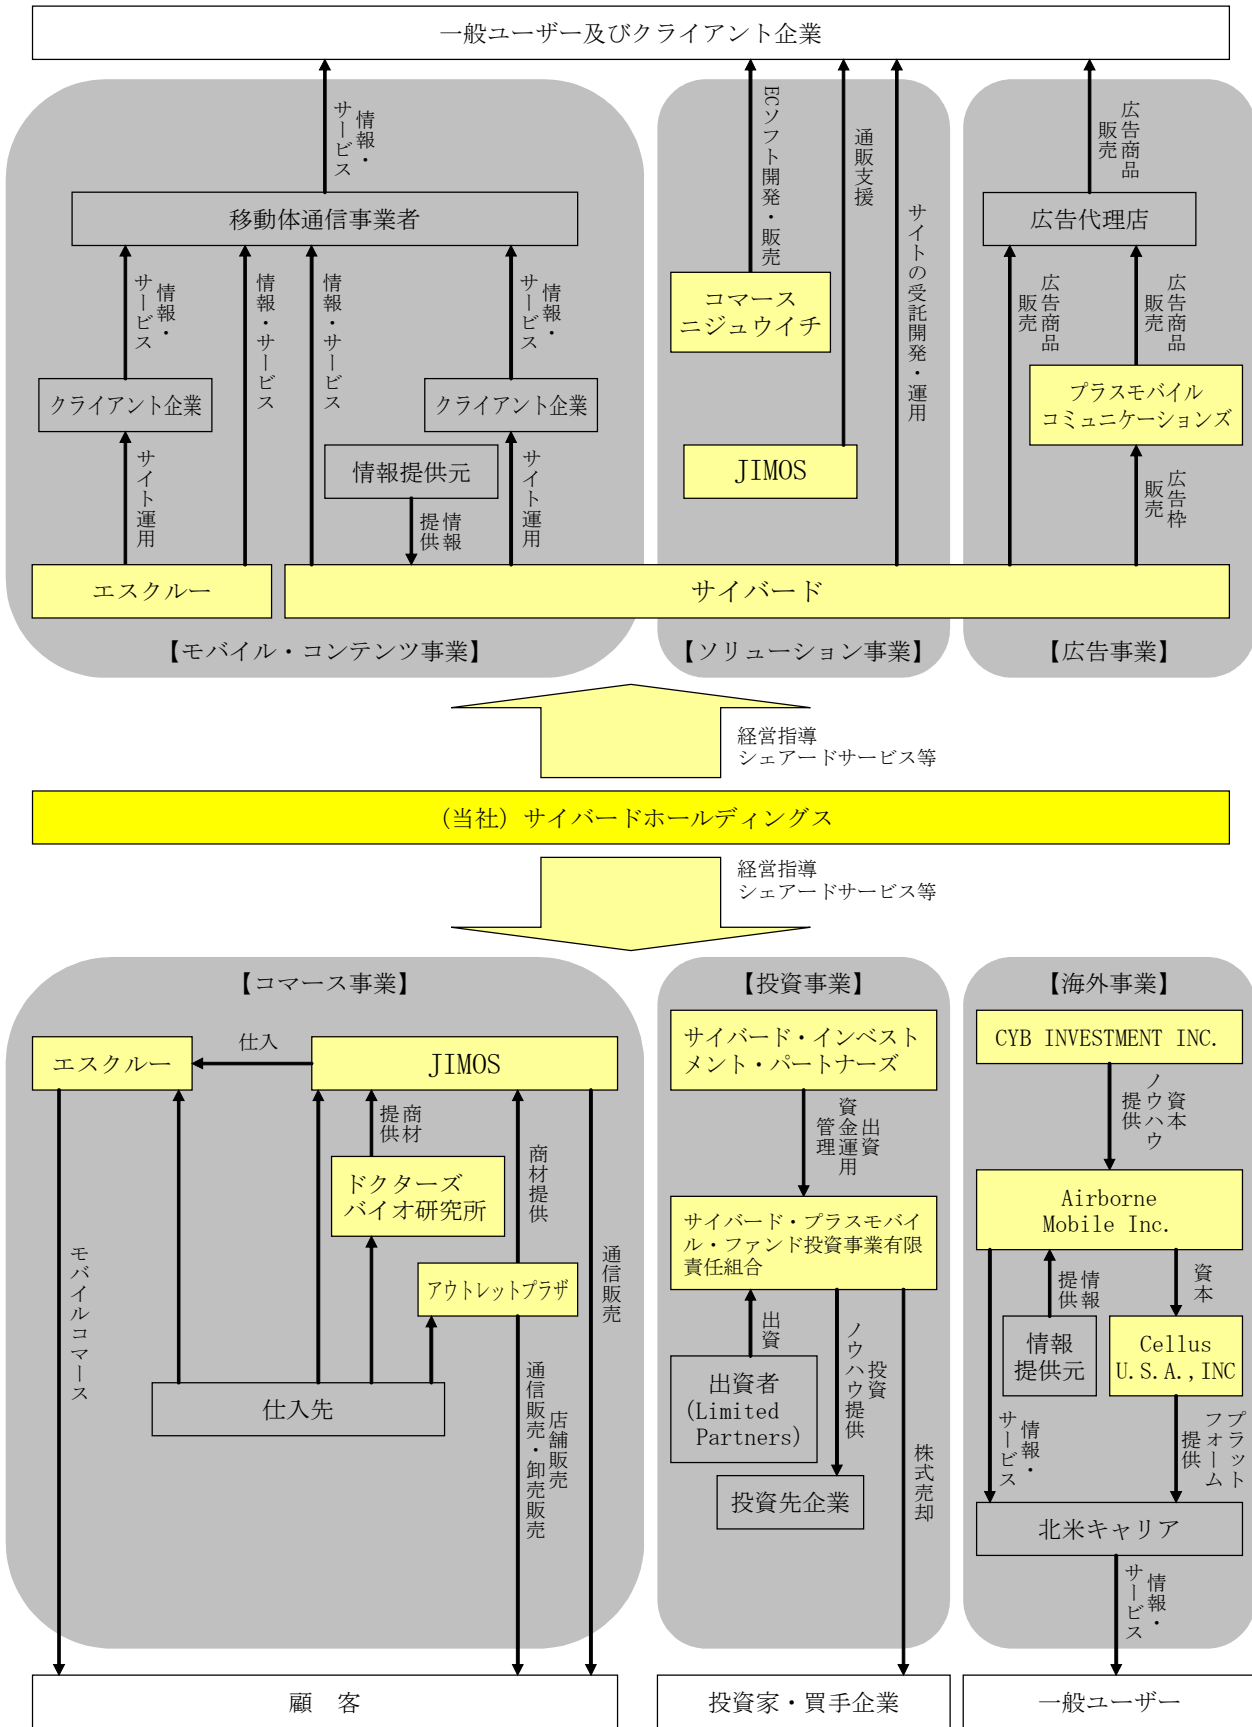 一般ユーザー及びクライアント企業
情報・
サービス
移動体通信事業者
情報・
サービス
情報・サービス
情報・サービス
情報・
サービス
クライアント企業
クライアント企業
サイト運用
情報提供元
情報
提供
サイト運用
エスクルー
【モバイル・コンテンツ事業】
ECソフト開発・販売
通販支援
サイトの受託開発・運用
コマース
ニジュウイチ
JIMOS
サイバード
【ソリューション事業】
広告商品
販売
広告代理店
広告商品
販売
広告商品
販売
プラスモバイル
コミュニケーションズ
広告枠
販売
【広告事業】
経営指導
シェアードサービス等
(当社) サイバードホールディングス
経営指導
シェアードサービス等
【コマース事業】
エスクルー
仕入
JIMOS
商材
提供
ドクターズ
バイオ研究所
商材提供
アウトレットプラザ
モバイルコマース
通信販売
仕入先
店舗販売
通信販売・卸売販売
顧 客
【投資事業】
サイバード・インベスト
メント・パートナーズ
出資
資金運用
管理
サイバード・プラスモバイ
ル・ファンド投資事業有限
責任組合
出資
出資者
(Limited
Partners)
投資
ノウハウ提供
投資先企業
株式売却
投資家・買手企業
【海外事業】
CYB INVESTMENT INC.
資本
ノウハウ
提供
Airborne
Mobile Inc.
情報
提供
資本
情報
提供元
Cellus
U.S.A.,INC
情報・
サービス
プラット
フォーム
提供
北米キャリア
情報・
サービス
一般ユーザー